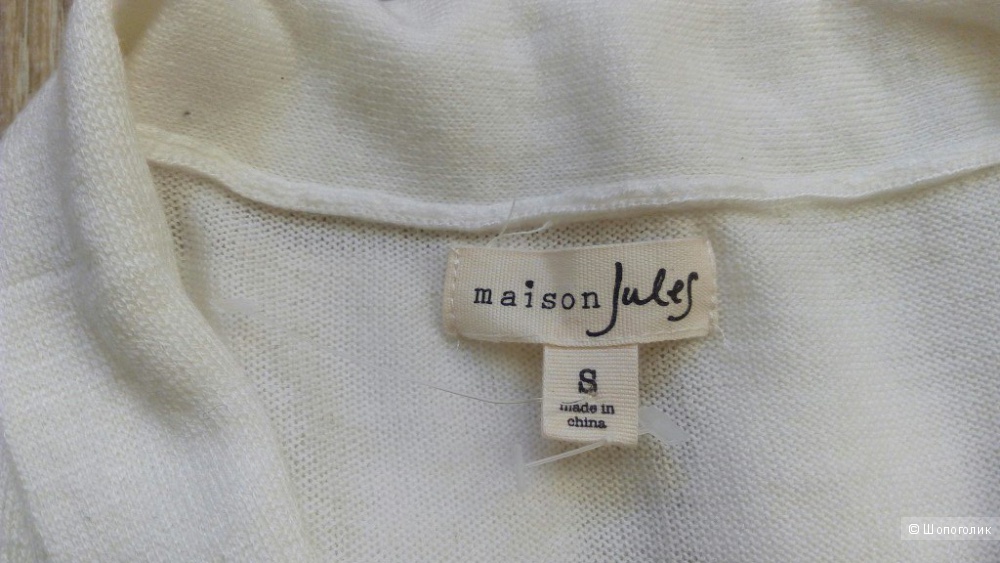 maison Jules
S
made in
china
© Шопоголик